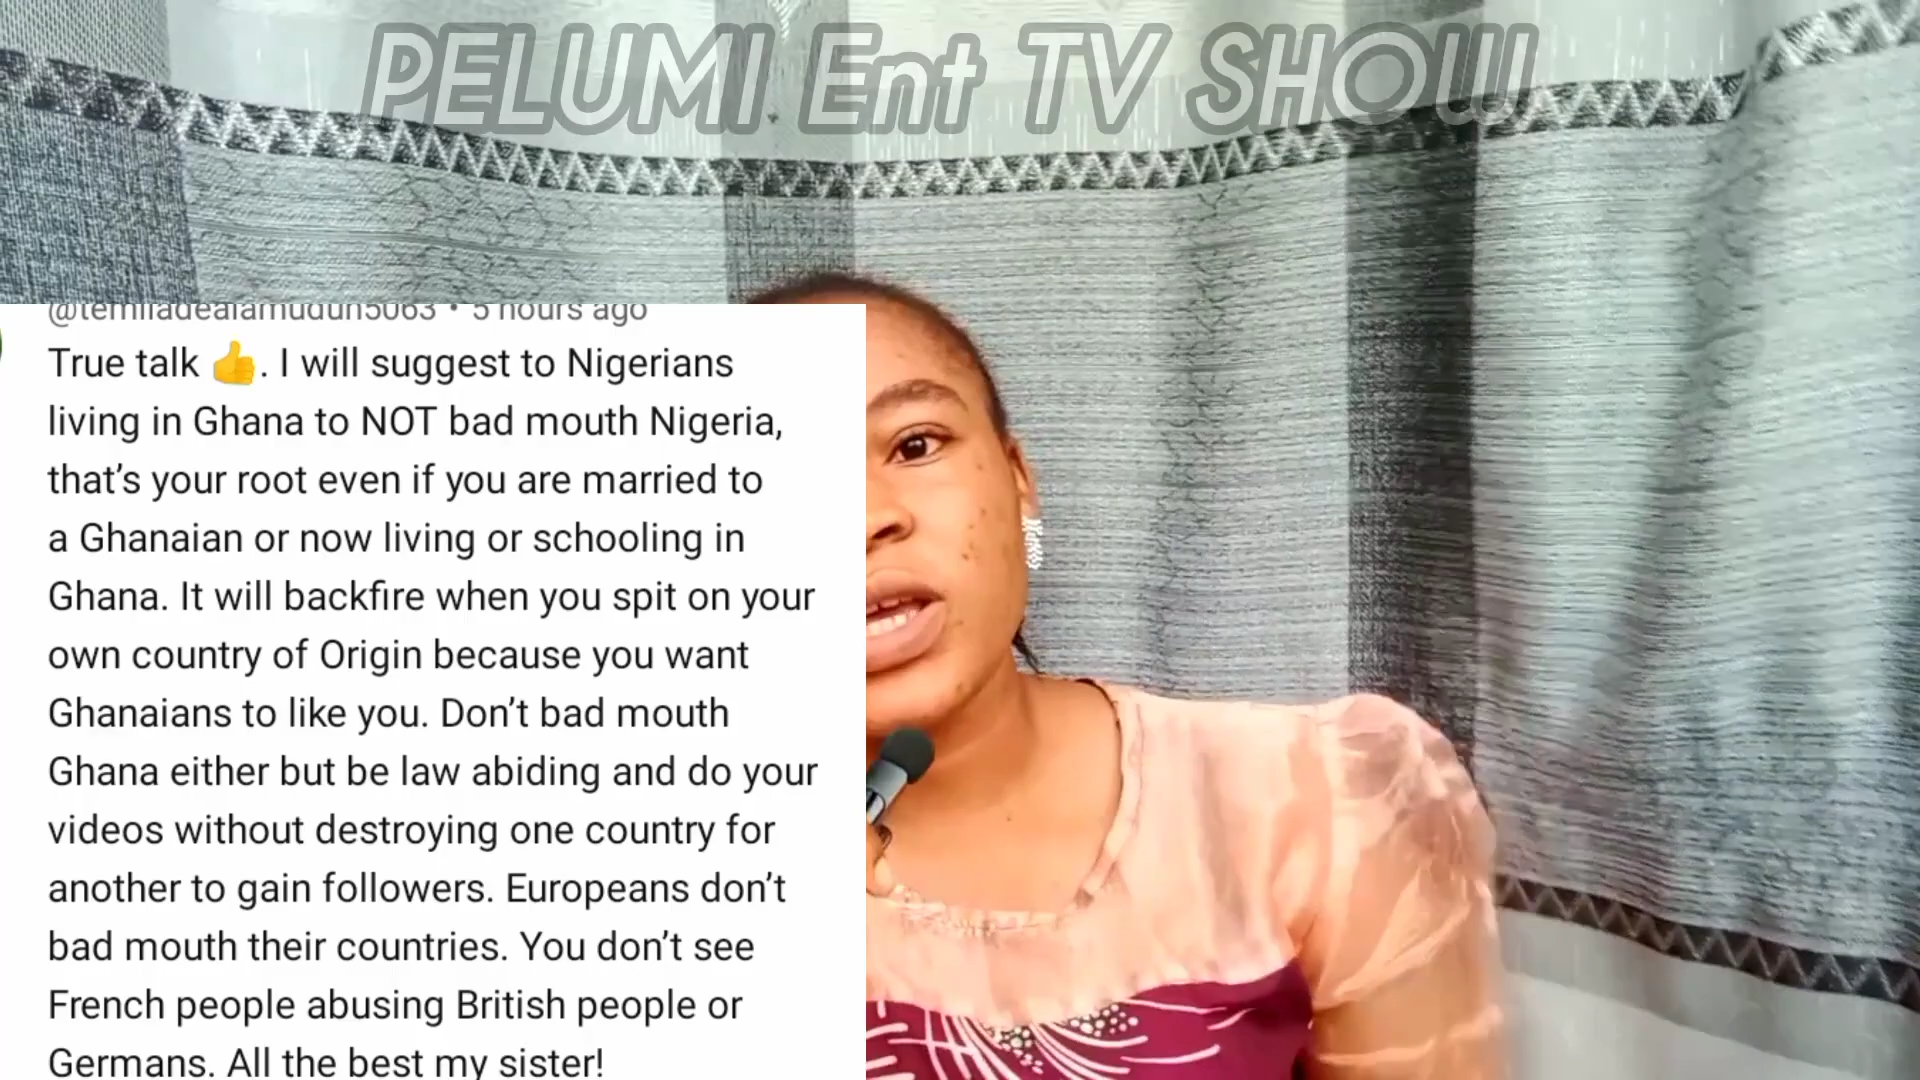 PELUMI Ent TV SHOW
@temiladealamudun5063 • 5 hours ago
True talk 👍. I will suggest to Nigerians
living in Ghana to NOT bad mouth Nigeria,
that’s your root even if you are married to
a Ghanaian or now living or schooling in
Ghana. It will backfire when you spit on your
own country of Origin because you want
Ghanaians to like you. Don’t bad mouth
Ghana either but be law abiding and do your
videos without destroying one country for
another to gain followers. Europeans don’t
bad mouth their countries. You don’t see
French people abusing British people or
Germans. All the best my sister!